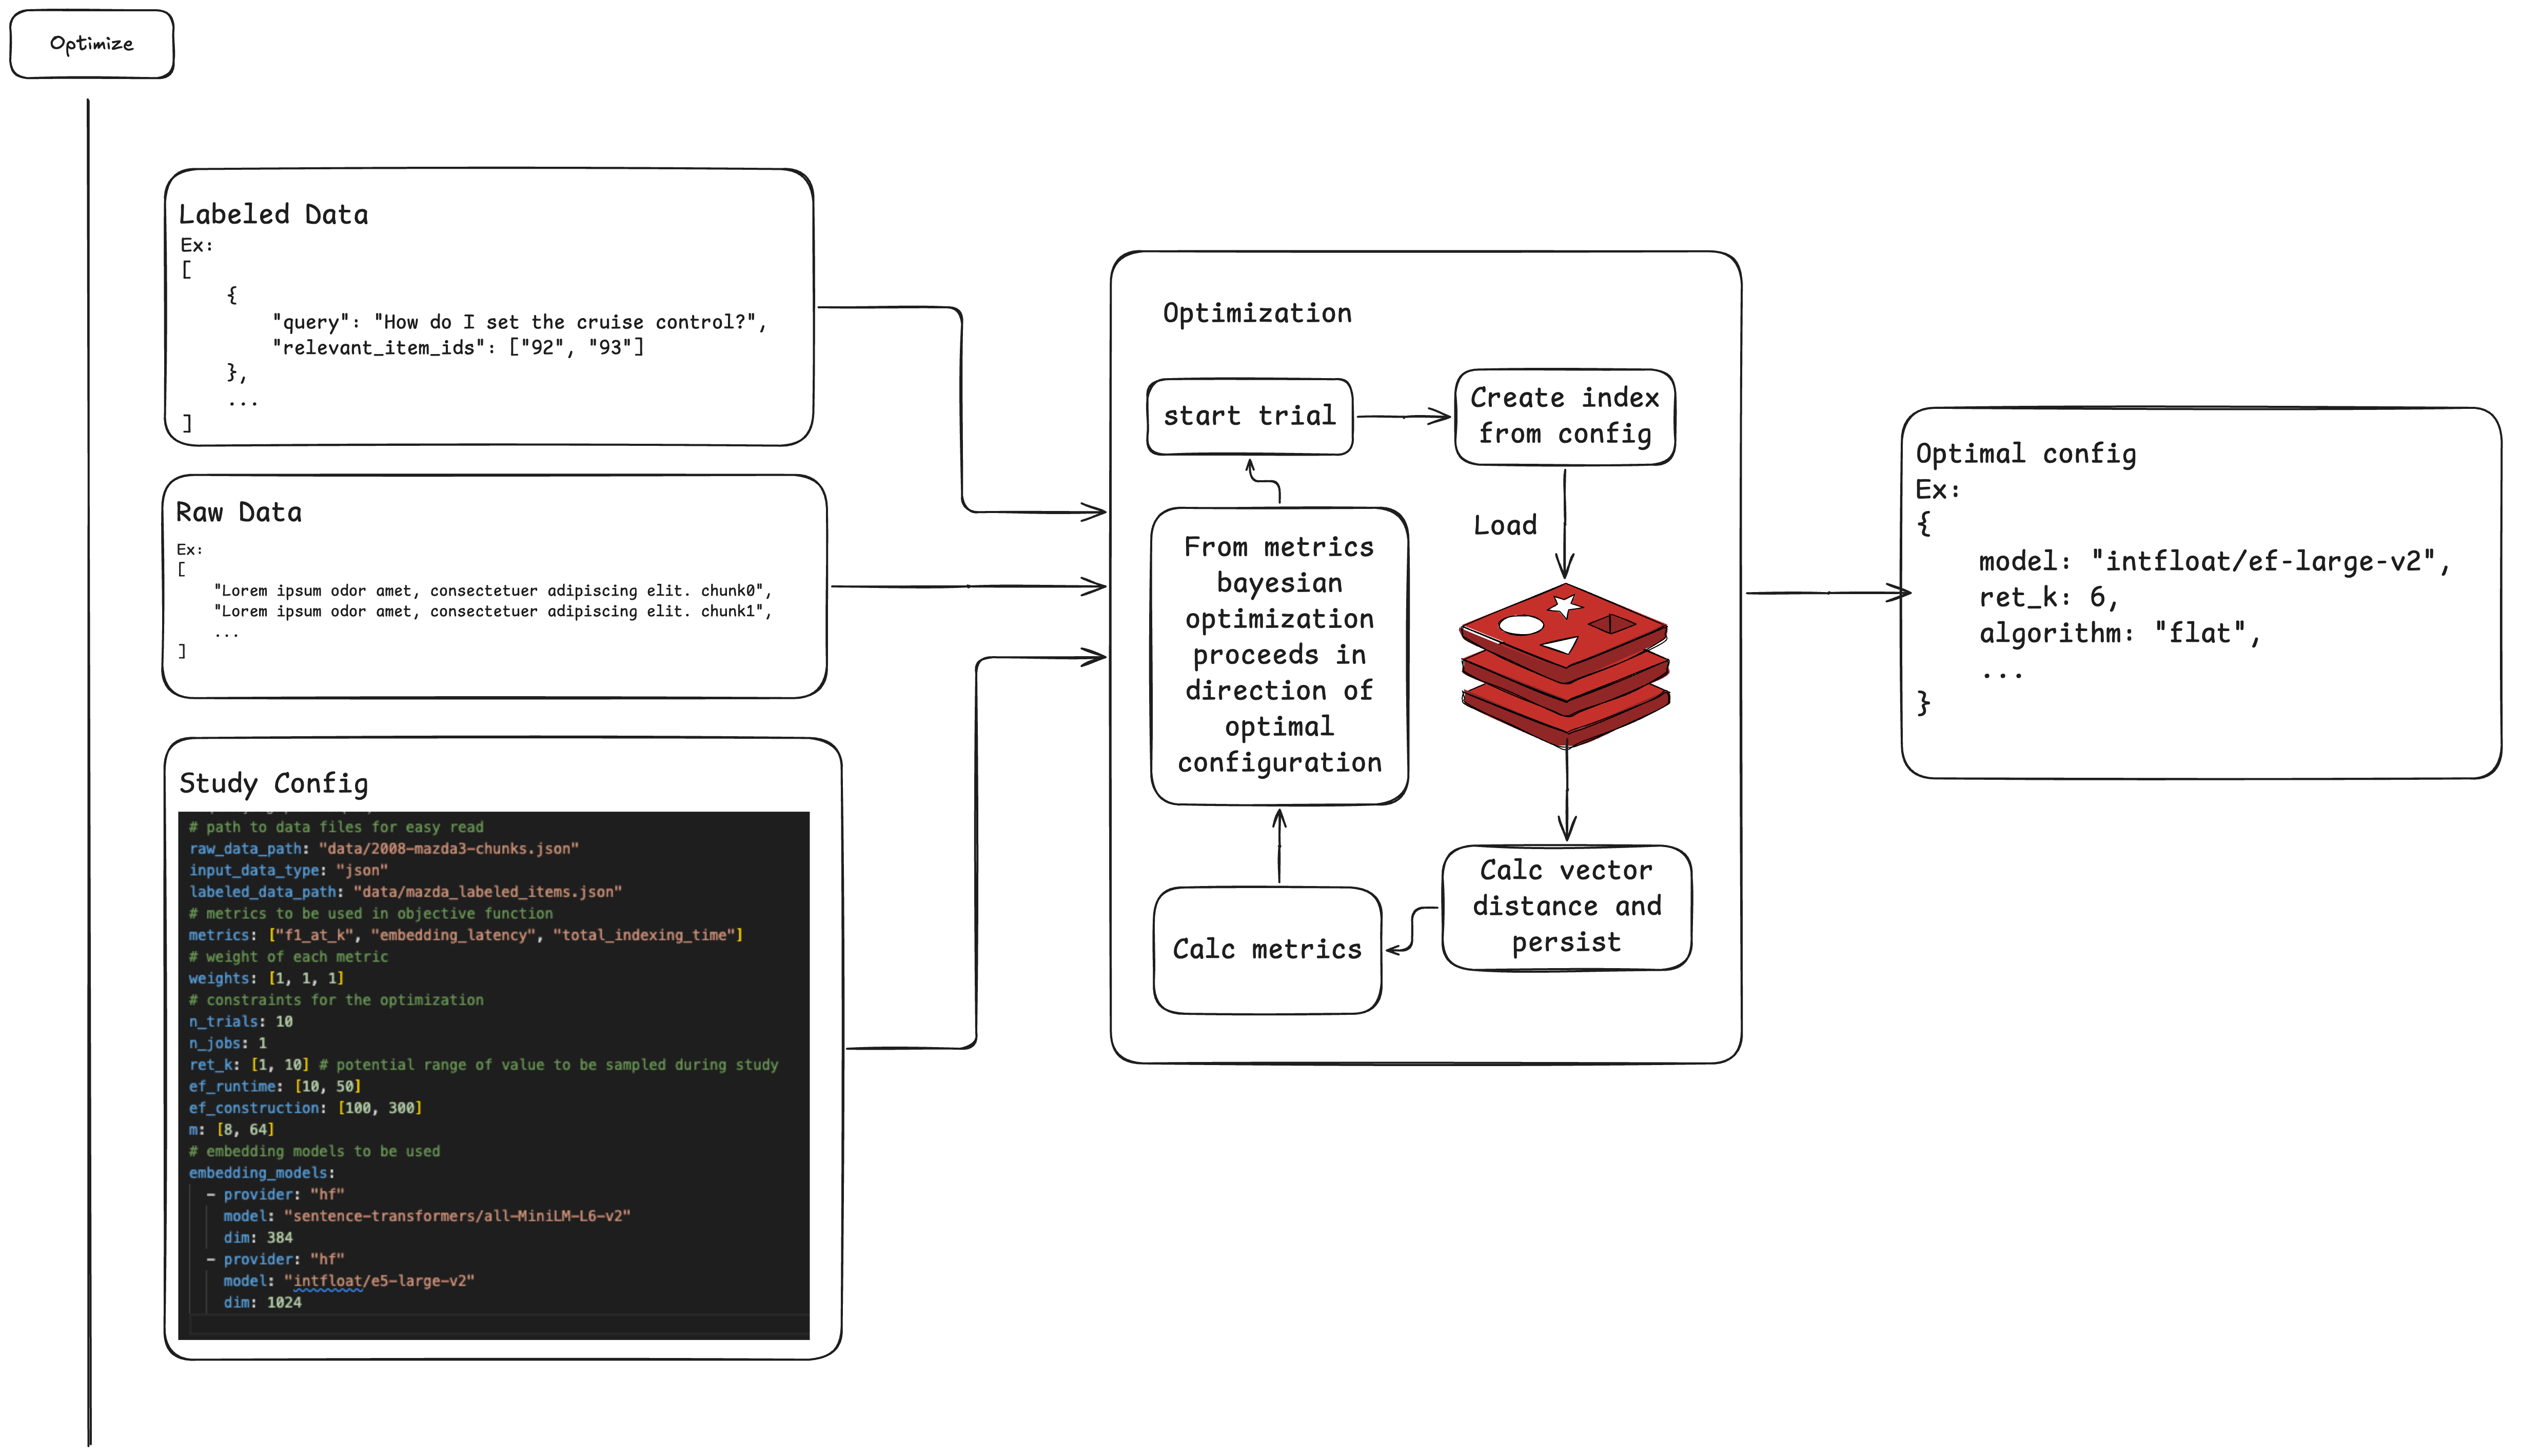 Optimize
Labeled Data
Ex:
[
{
"query": "How do I set the cruise control?",
"relevant_item_ids": ["92", "93"]
},
...
]
Raw Data
Ex:
[
"Lorem ipsum odor amet, consectetuer adipiscing elit. chunk0",
"Lorem ipsum odor amet, consectetuer adipiscing elit. chunk1",
...
]
Study Config
# path to data files for easy read
raw_data_path: "data/2008-mazda3-chunks.json"
input_data_type: "json"
labeled_data_path: "data/mazda_labeled_items.json"
# metrics to be used in objective function
metrics: ["f1_at_k", "embedding_latency", "total_indexing_time"]
# weight of each metric
weights: [1, 1, 1]
# constraints for the optimization
n_trials: 10
n_jobs: 1
ret_k: [1, 10] # potential range of value to be sampled during study
ef_runtime: [10, 50]
ef_construction: [100, 300]
m: [8, 64]
# embedding models to be used
embedding_models:
- provider: "hf"
model: "sentence-transformers/all-MiniLM-L6-v2"
dim: 384
- provider: "hf"
model: "intfloat/e5-large-v2"
dim: 1024
Optimization
start trial
Create index
from config
Load
From metrics
bayesian
optimization
proceeds in
direction of
optimal
configuration
Calc vector
distance and
persist
Calc metrics
Optimal config
Ex:
{
model: "intfloat/ef-large-v2",
ret_k: 6,
algorithm: "flat",
...
}